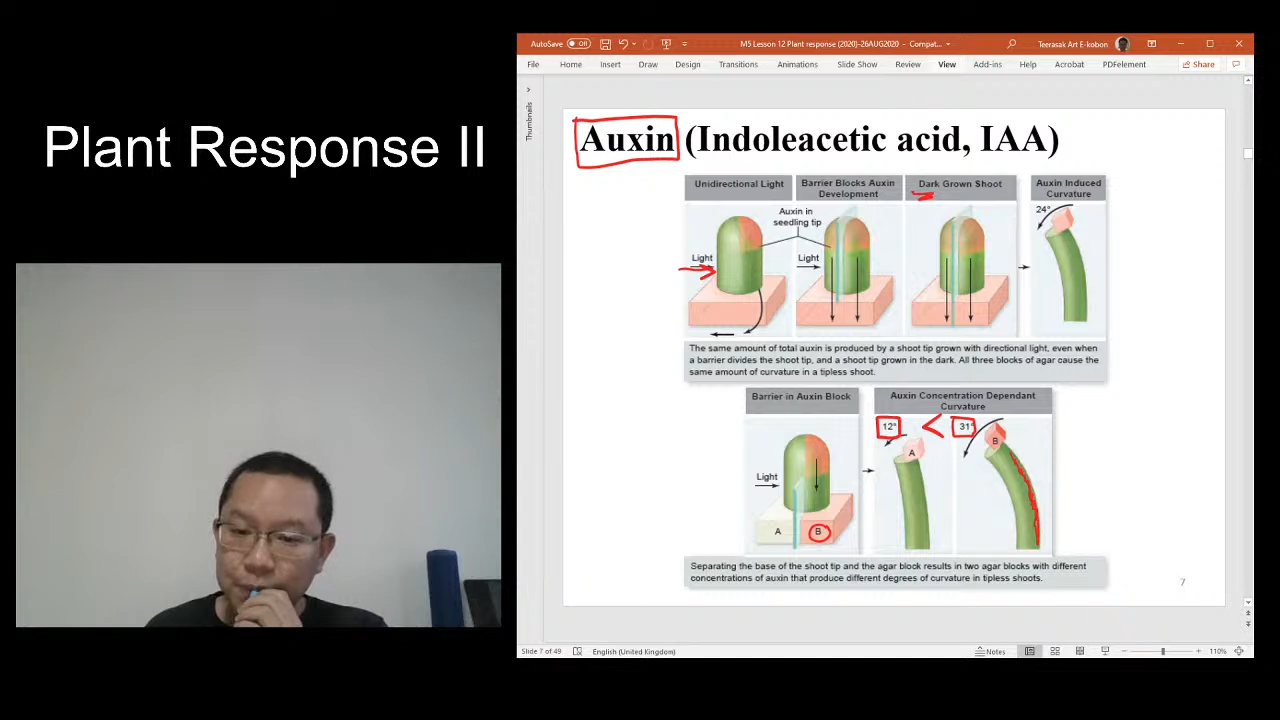 Plant Response II
AutoSave Off
M5 Lesson 12 Plant response (2020)-26AUG2020 - Compat...
Teerasak Art E-kobon
File Home Insert Draw Design Transitions Animations Slide Show Review View Add-ins Help Acrobat PDFelement Share
Thumbnails
Auxin (Indoleacetic acid, IAA)
Unidirectional Light
Barrier Blocks Auxin
Development
Dark Grown Shoot
Auxin Induced
Curvature
Auxin in
seedling tip
24°
Light
Light
The same amount of total auxin is produced by a shoot tip grown with directional light, even when
a barrier divides the shoot tip, and a shoot tip grown in the dark. All three blocks of agar cause the
same amount of curvature in a tipless shoot.
Barrier in Auxin Block
Auxin Concentration Dependant
Curvature
12° < 31°
A
B
Light
A
B
Separating the base of the shoot tip and the agar block results in two agar blocks with different
concentrations of auxin that produce different degrees of curvature in tipless shoots.
7
Slide 7 of 49 English (United Kingdom) Notes 110%